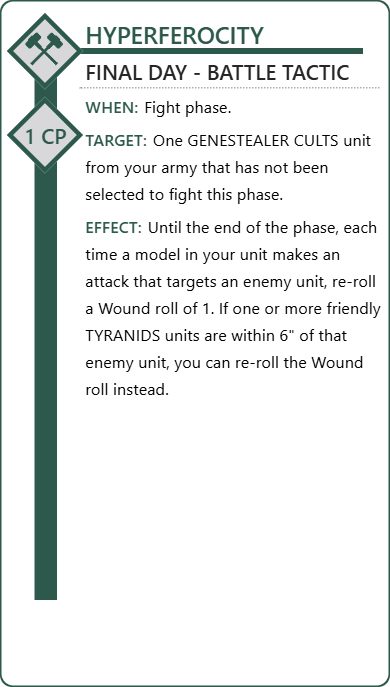 HYPERFEROCITY
FINAL DAY - BATTLE TACTIC
WHEN: Fight phase.
1 CP
TARGET: One GENESTEALER CULTS unit
from your army that has not been
selected to fight this phase.
EFFECT: Until the end of the phase, each
time a model in your unit makes an
attack that targets an enemy unit, re-roll
a Wound roll of 1. If one or more friendly
TYRANIDS units are within 6" of that
enemy unit, you can re-roll the Wound
roll instead.